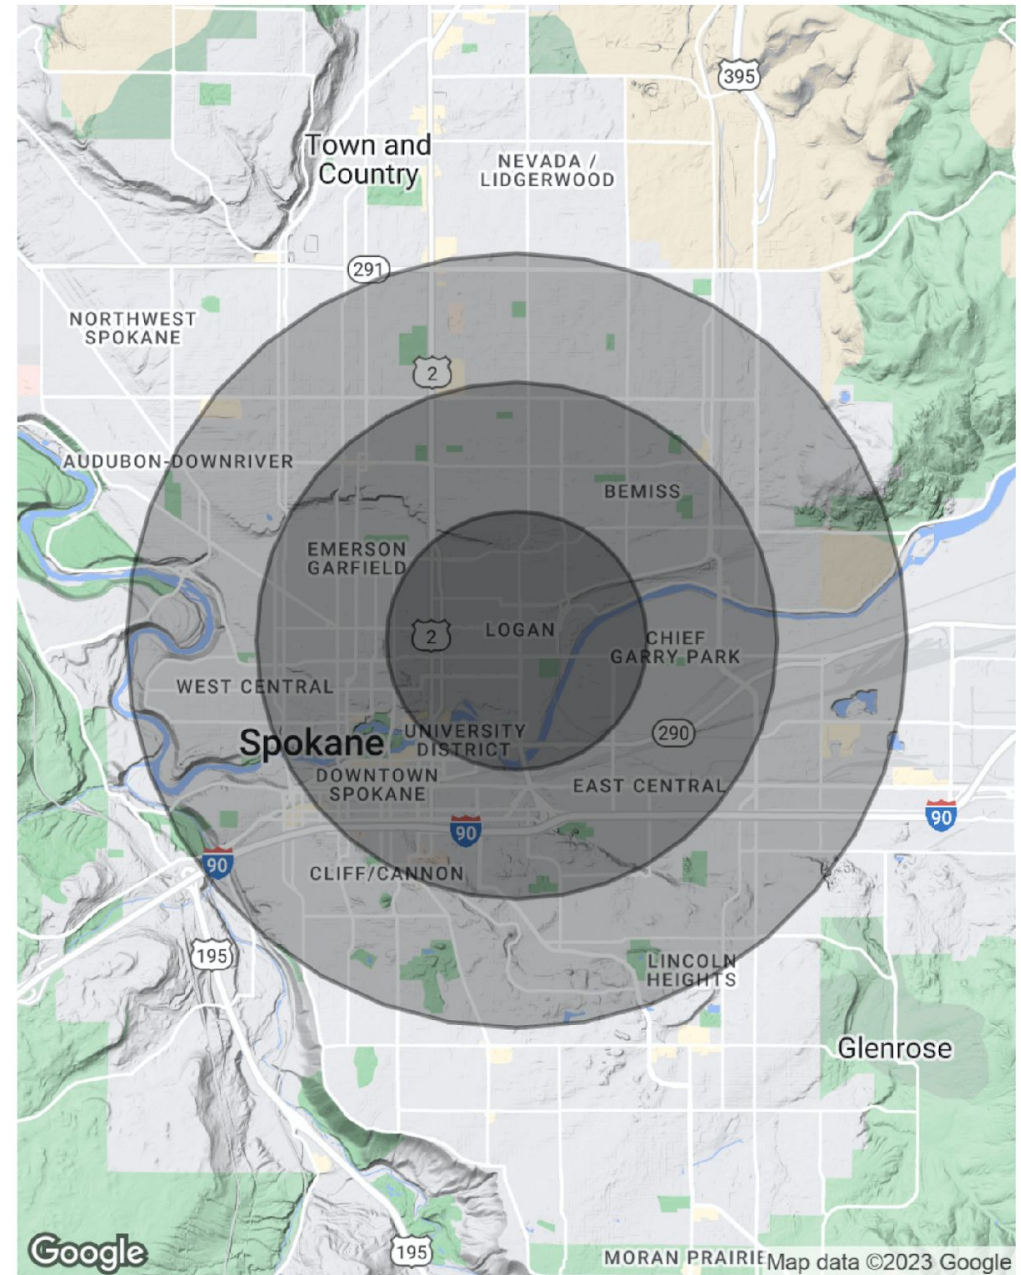 395
Town and
Country
NEVADA /
LIDGERWOOD
291
NORTHWEST
SPOKANE
2
AUDUBON-DOWNRIVER
BEMISS
EMERSON
GARFIELD
2
LOGAN
CHIEF
GARRY PARK
WEST CENTRAL
290
Spokane
UNIVERSITY
DISTRICT
DOWNTOWN
SPOKANE
EAST CENTRAL
90
90
90
CLIFF/CANNON
195
LINCOLN
HEIGHTS
Glenrose
195
Google
MORAN PRAIRIE
Map data ©2023 Google